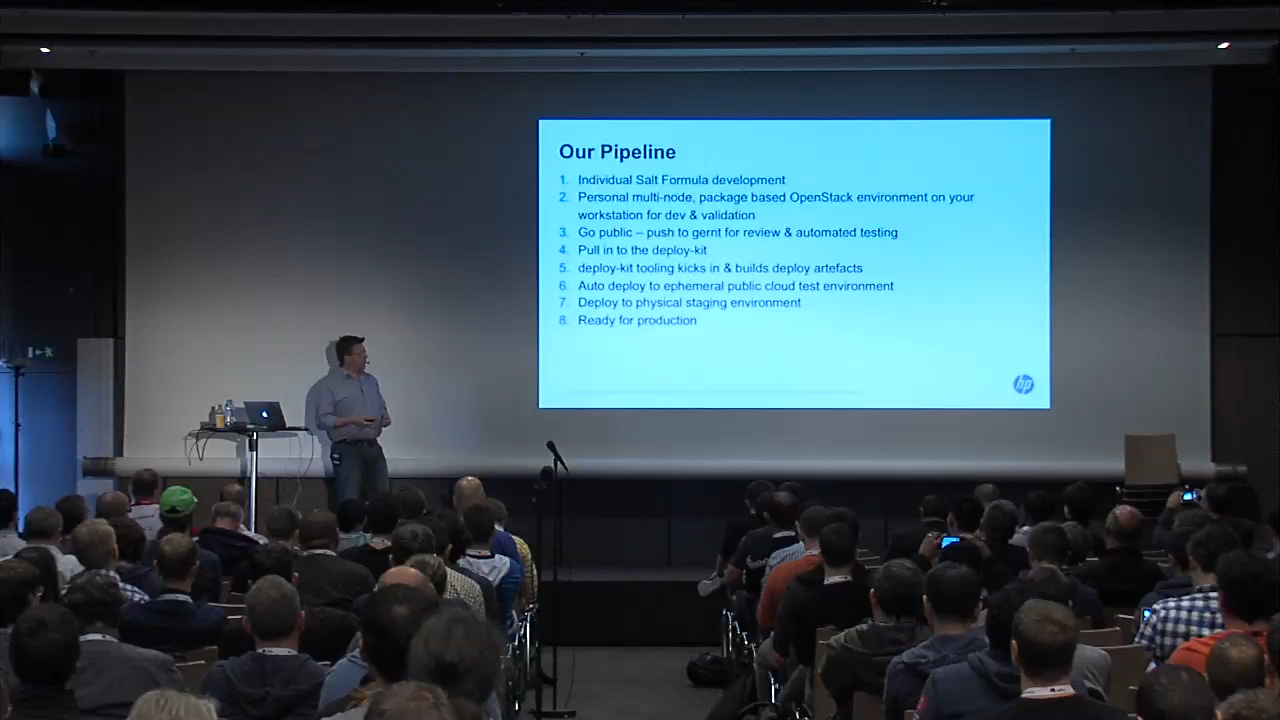 Our Pipeline
1. Individual Salt Formula development
2. Personal multi-node, package based OpenStack environment on your
workstation for dev & validation
3. Go public – push to gerrit for review & automated testing
4. Pull in to the deploy-kit
5. deploy-kit tooling kicks in & builds deploy artefacts
6. Auto deploy to ephemeral public cloud test environment
7. Deploy to physical staging environment
8. Ready for production
hp